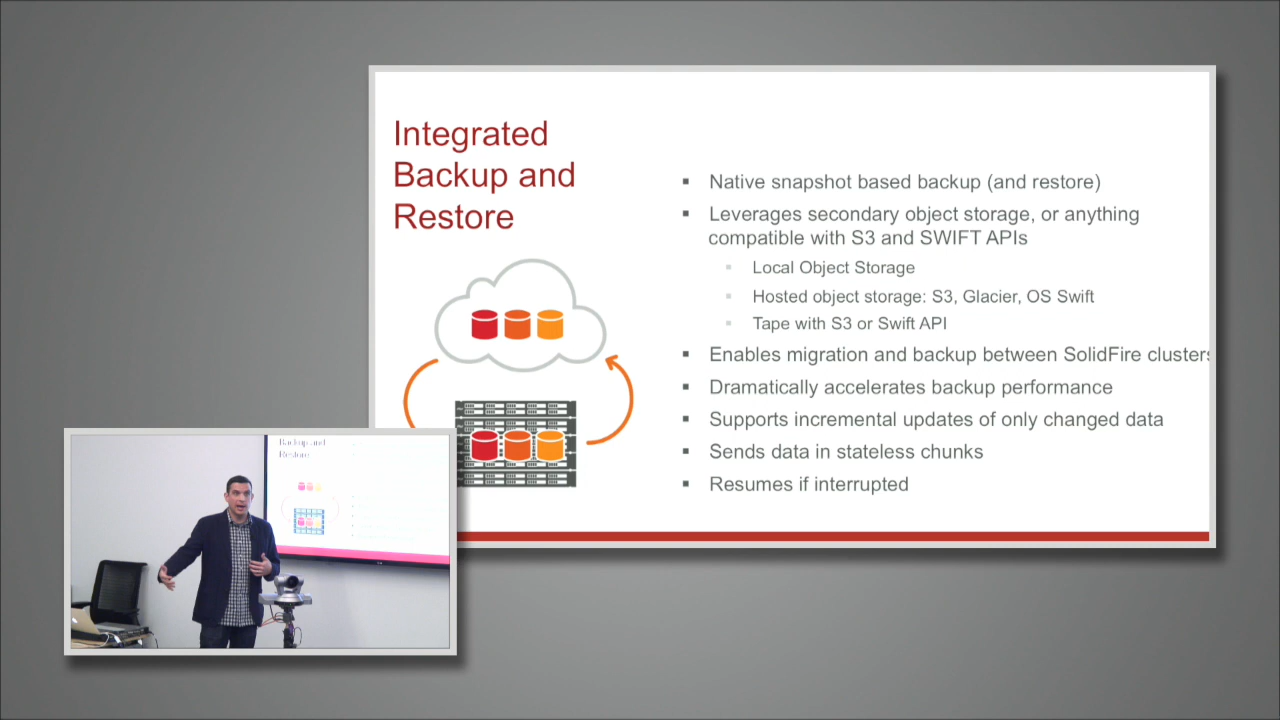 Integrated
Backup and
Restore
Native snapshot based backup (and restore)
Leverages secondary object storage, or anything
compatible with S3 and SWIFT APIs
Local Object Storage
Hosted object storage: S3, Glacier, OS Swift
Tape with S3 or Swift API
Enables migration and backup between SolidFire clusters
Dramatically accelerates backup performance
Supports incremental updates of only changed data
Sends data in stateless chunks
Resumes if interrupted
Backup and
Restore